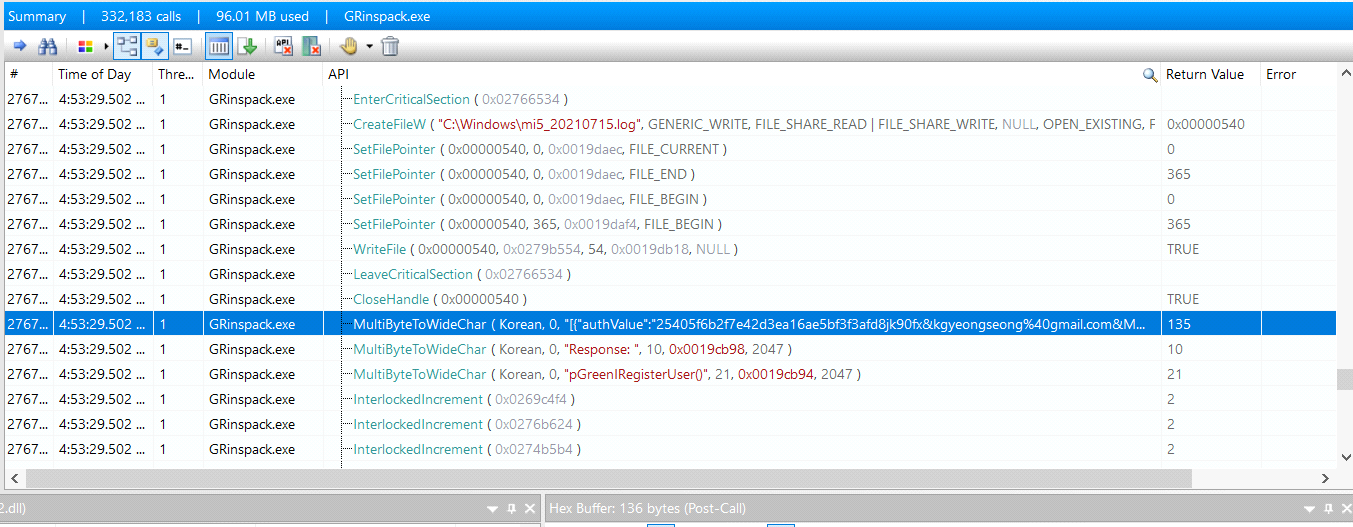 Summary | 332,183 calls | 96.01 MB used | GRinspack.exe
# Time of Day Thre... Module API Return Value Error
2767... 4:53:29.502 ... 1 GRinspack.exe EnterCriticalSection ( 0x02766534 )
2767... 4:53:29.502 ... 1 GRinspack.exe CreateFileW ( "C:\Windows\mi5_20210715.log", GENERIC_WRITE, FILE_SHARE_READ | FILE_SHARE_WRITE, NULL, OPEN_EXISTING, F 0x00000540
2767... 4:53:29.502 ... 1 GRinspack.exe SetFilePointer ( 0x00000540, 0, 0x0019daec, FILE_CURRENT ) 0
2767... 4:53:29.502 ... 1 GRinspack.exe SetFilePointer ( 0x00000540, 0, 0x0019daec, FILE_END ) 365
2767... 4:53:29.502 ... 1 GRinspack.exe SetFilePointer ( 0x00000540, 0, 0x0019daec, FILE_BEGIN ) 0
2767... 4:53:29.502 ... 1 GRinspack.exe SetFilePointer ( 0x00000540, 365, 0x0019daf4, FILE_BEGIN ) 365
2767... 4:53:29.502 ... 1 GRinspack.exe WriteFile ( 0x00000540, 0x0279b554, 54, 0x0019db18, NULL ) TRUE
2767... 4:53:29.502 ... 1 GRinspack.exe LeaveCriticalSection ( 0x02766534 )
2767... 4:53:29.502 ... 1 GRinspack.exe CloseHandle ( 0x00000540 ) TRUE
2767... 4:53:29.502 ... 1 GRinspack.exe MultiByteToWideChar ( Korean, 0, "[{"authValue":"25405f6b2f7e42d3ea16ae5bf3f3afd8jk90fx&kgyeongseong%40gmail.com&M... 135
2767... 4:53:29.502 ... 1 GRinspack.exe MultiByteToWideChar ( Korean, 0, "Response: ", 10, 0x0019cb98, 2047 ) 10
2767... 4:53:29.502 ... 1 GRinspack.exe MultiByteToWideChar ( Korean, 0, "pGreenIRegisterUser()", 21, 0x0019cb94, 2047 ) 21
2767... 4:53:29.502 ... 1 GRinspack.exe InterlockedIncrement ( 0x0269c4f4 ) 2
2767... 4:53:29.502 ... 1 GRinspack.exe InterlockedIncrement ( 0x0276b624 ) 2
2767... 4:53:29.502 ... 1 GRinspack.exe InterlockedIncrement ( 0x0274b5b4 ) 2
2.dll) Hex Buffer: 136 bytes (Post-Call)